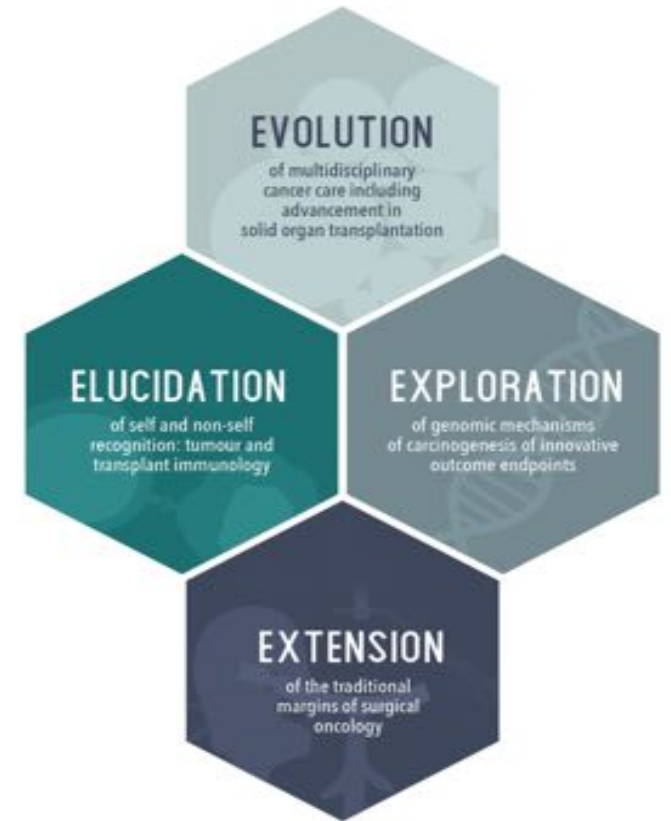 EVOLUTION
of multidisciplinary
cancer care including
advancement in
solid organ transplantation
ELUCIDATION
of self and non-self
recognition: tumour and
transplant immunology
EXPLORATION
of genomic mechanisms
of carcinogenesis of innovative
outcome endpoints
EXTENSION
of the traditional
margins of surgical
oncology